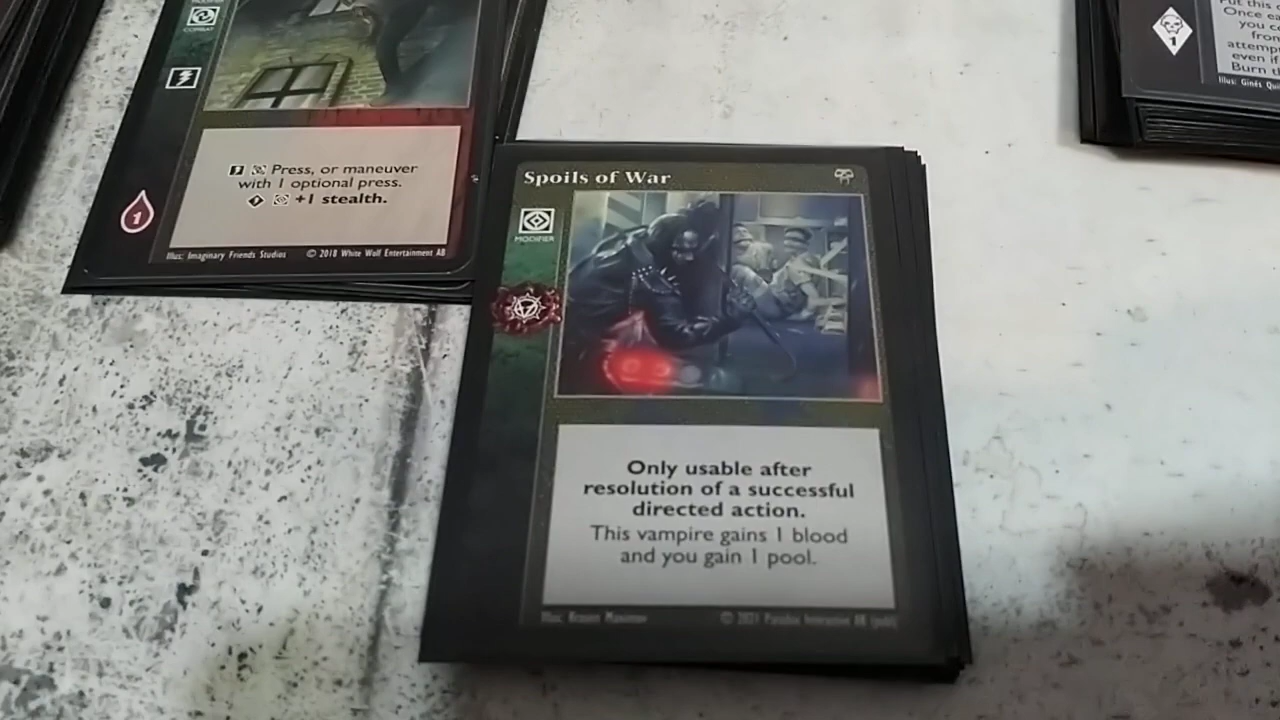 COMBAT
Press, or maneuver
with 1 optional press.
+1 stealth.
1
Illus: Imaginary Friends Studios © 2018 White Wolf Entertainment AB
Spoils of War
MODIFIER
Only usable after
resolution of a successful
directed action.
This vampire gains 1 blood
and you gain 1 pool.
Illus: © 2021 Paradox Interactive AB (publ)
Put this
Once ea
you c
from
attemp
even if
Burn t
1
Illus: Ginés Qui